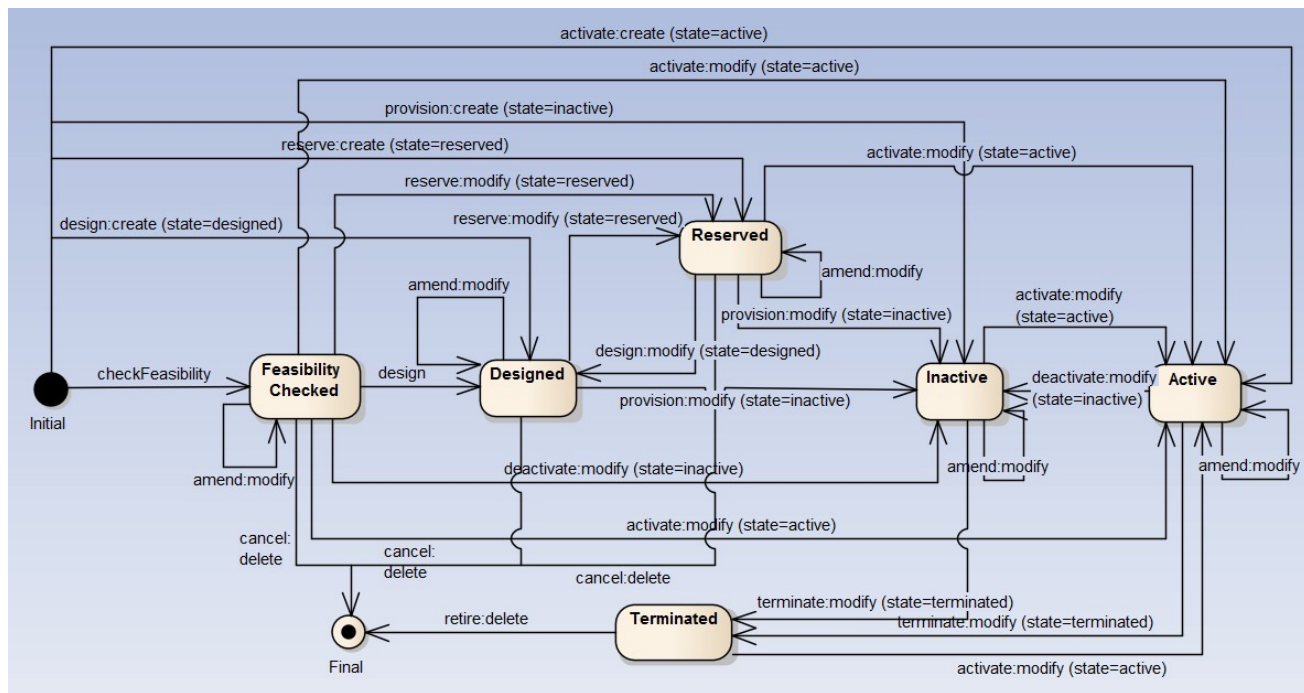 activate:create (state=active)
activate:modify (state=active)
provision:create (state=inactive)
reserve:create (state=reserved)
activate:modify (state=active)
reserve:modify (state=reserved)
design:create (state=designed)
reserve:modify (state=reserved)
Reserved
amend:modify
amend:modify
activate:modify
(state=active)
provision:modify (state=inactive)
design:modify (state=designed)
checkFeasibility
Feasibility
Checked
design
Designed
Inactive
deactivate:modify
(state=inactive)
Active
provision:modify (state=inactive)
Initial
amend:modify
deactivate:modify (state=inactive)
amend:modify
amend:modify
activate:modify (state=active)
cancel:
delete
cancel:
delete
cancel:delete
terminate:modify (state=terminated)
retire:delete
Terminated
terminate:modify (state=terminated)
Final
activate:modify (state=active)